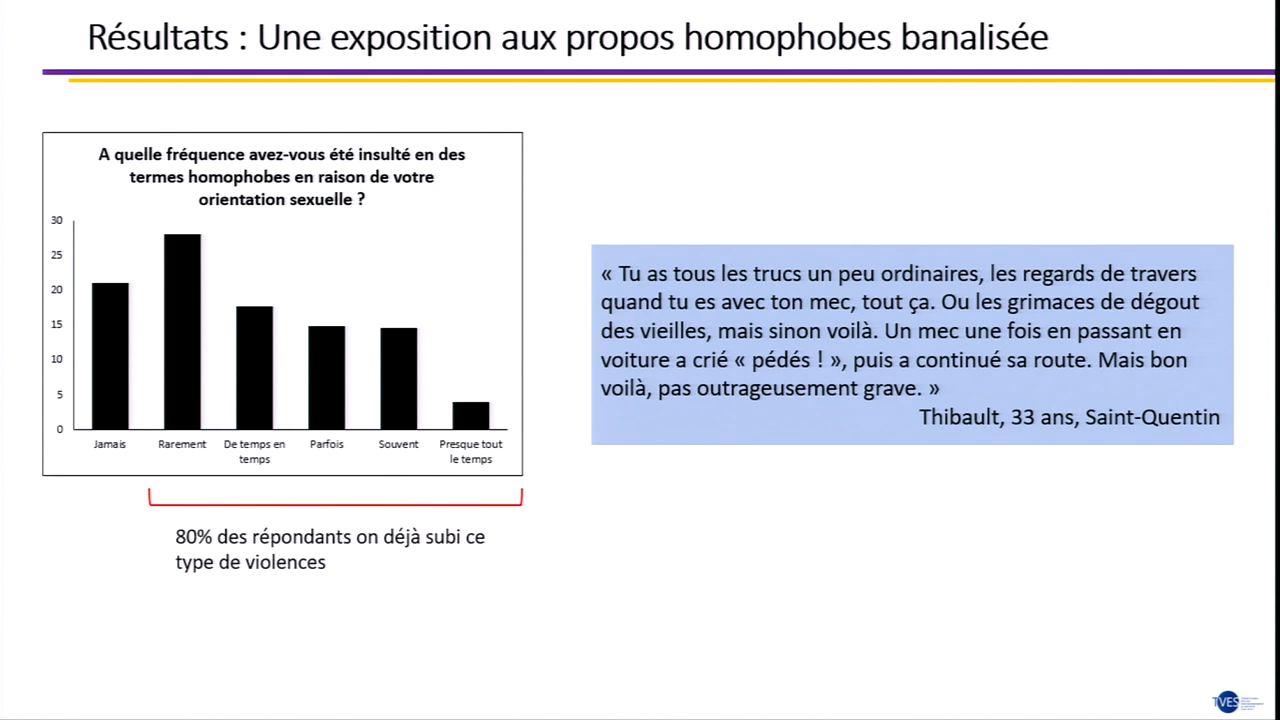 Résultats : Une exposition aux propos homophobes banalisée
A quelle fréquence avez-vous été insulté en des
termes homophobes en raison de votre
orientation sexuelle ?
30
25
20
15
10
5
0
Jamais
Rarement
De temps en
temps
Parfois
Souvent
Presque tout
le temps
80% des répondants on déjà subi ce
type de violences
« Tu as tous les trucs un peu ordinaires, les regards de travers
quand tu es avec ton mec, tout ça. Ou les grimaces de dégout
des vieilles, mais sinon voilà. Un mec une fois en passant en
voiture a crié « pédés ! », puis a continué sa route. Mais bon
voilà, pas outrageusement grave. »
Thibault, 33 ans, Saint-Quentin
TVES